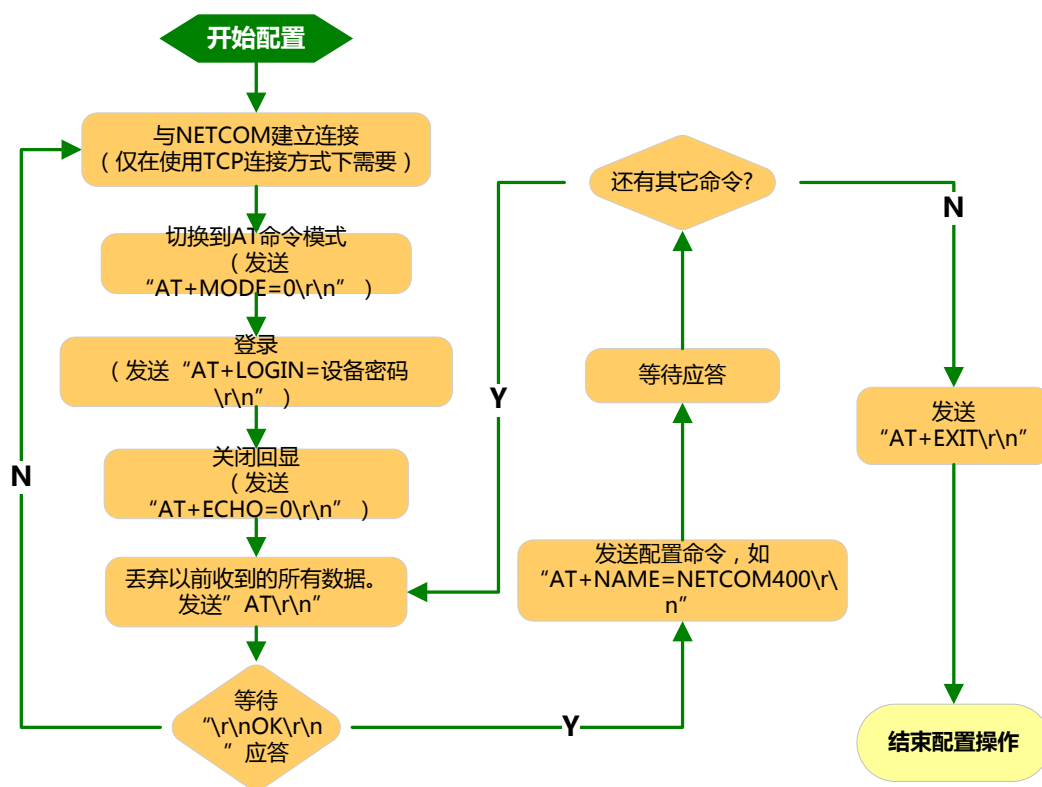 开始配置
与NETCOM建立连接
（仅在使用TCP连接方式下需要）
切换到AT命令模式
（发送
“AT+MODE=0\r\n” ）
登录
（发送“AT+LOGIN=设备密码
\r\n” ）
关闭回显
（发送
“AT+ECHO=0\r\n” ）
丢弃以前收到的所有数据。
发送”AT\r\n”
等待
“\r\nOK\r\n
”应答
N
Y
发送配置命令，如
“AT+NAME=NETCOM400\r\
n”
等待应答
还有其它命令?
Y
N
发送
“AT+EXIT\r\n”
结束配置操作